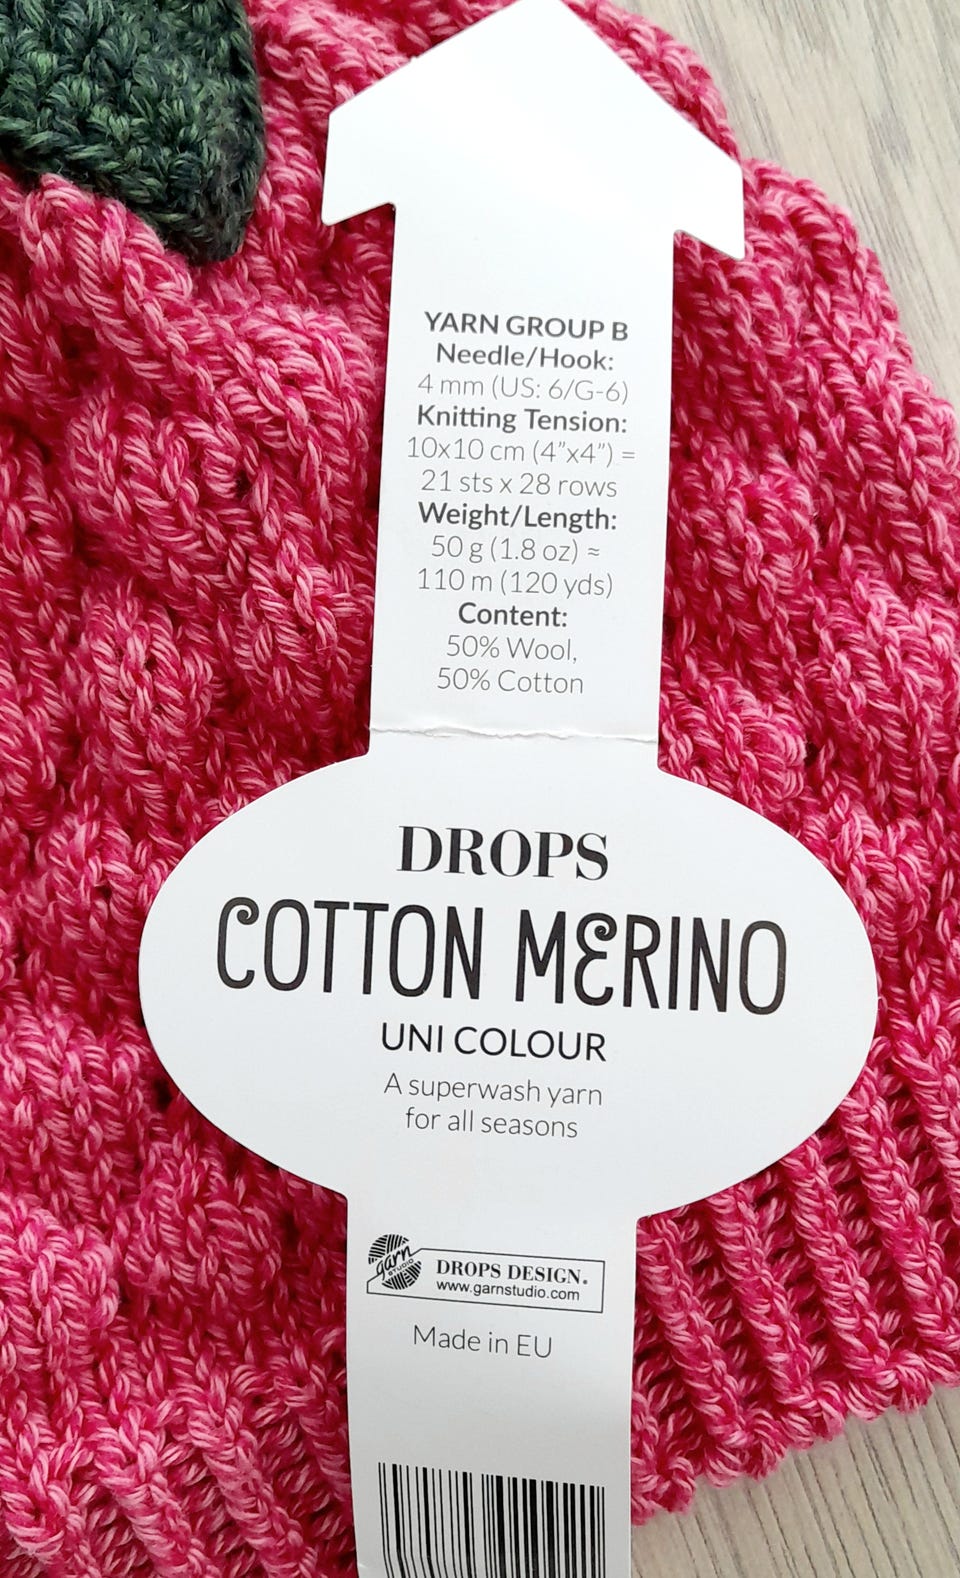 YARN GROUP B
Needle/Hook:
4 mm (US: 6/G-6)
Knitting Tension:
10x10 cm (4”x4”) =
21 sts x 28 rows
Weight/Length:
50 g (1.8 oz) ≈
110 m (120 yds)
Content:
50% Wool,
50% Cotton
DROPS
COTTON MERINO
UNI COLOUR
A superwash yarn
for all seasons
garn
STUDIO
DROPS DESIGN®
www.garnstudio.com
Made in EU